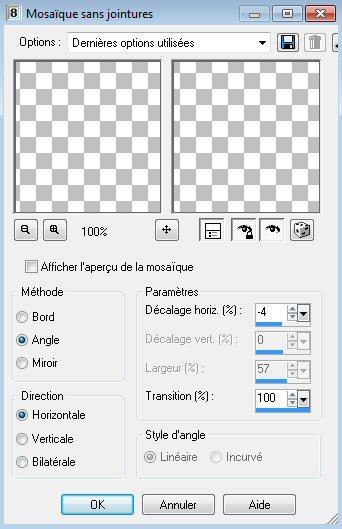 8 Mosaïque sans jointures
Options : Dernières options utilisées
100%
Afficher l'aperçu de la mosaïque
Méthode
Bord
Angle
Miroir
Direction
Horizontale
Verticale
Bilatérale
Paramètres
Décalage horiz. (%) : -4
Décalage vert. (%) : 0
Largeur (%) : 57
Transition (%) : 100
Style d'angle
Linéaire Incurvé
OK Annuler Aide